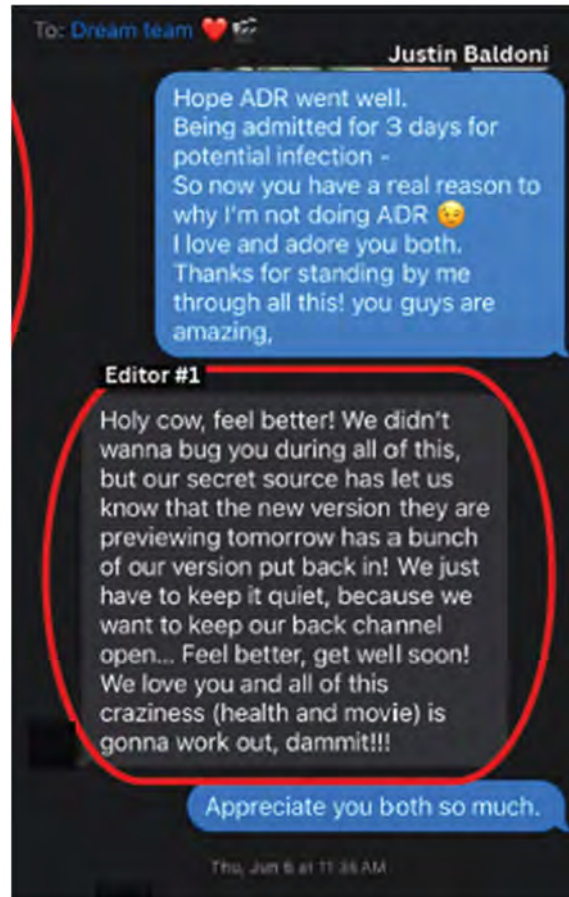 To: Dream team ❤️🎬
Justin Baldoni
Hope ADR went well.
Being admitted for 3 days for
potential infection -
So now you have a real reason to
why I'm not doing ADR 😉
I love and adore you both.
Thanks for standing by me
through all this! you guys are
amazing,
Editor #1
Holy cow, feel better! We didn't
wanna bug you during all of this,
but our secret source has let us
know that the new version they are
previewing tomorrow has a bunch
of our version put back in! We just
have to keep it quiet, because we
want to keep our back channel
open... Feel better, get well soon!
We love you and all of this
craziness (health and movie) is
gonna work out, dammit!!!
Appreciate you both so much.
Thu, Jun 6 at 11:36 AM